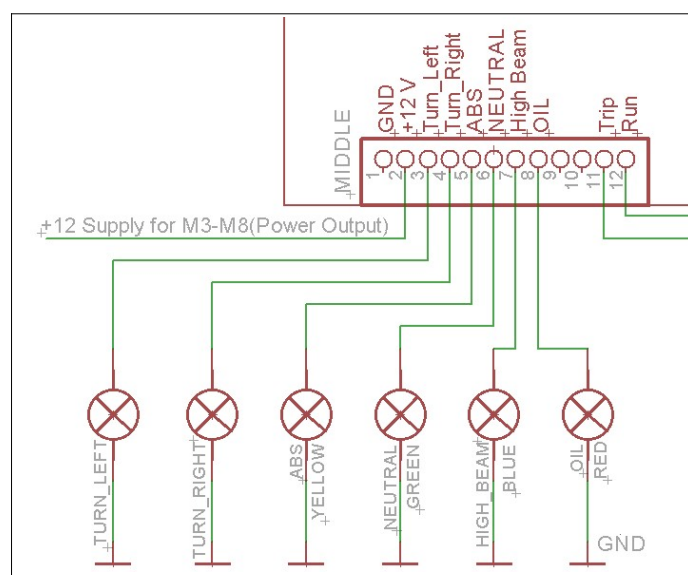 GND
+12 V
Turn_Left
Turn_Right
ABS
NEUTRAL
High Beam
OIL
Trip
Run
MIDDLE
1
2
3
4
5
6
7
8
9
10
11
12
+12 Supply for M3-M8(Power Output)
TURN_LEFT
TURN_RIGHT
ABS
YELLOW
NEUTRAL
GREEN
HIGH_BEAM
BLUE
OIL
RED
GND